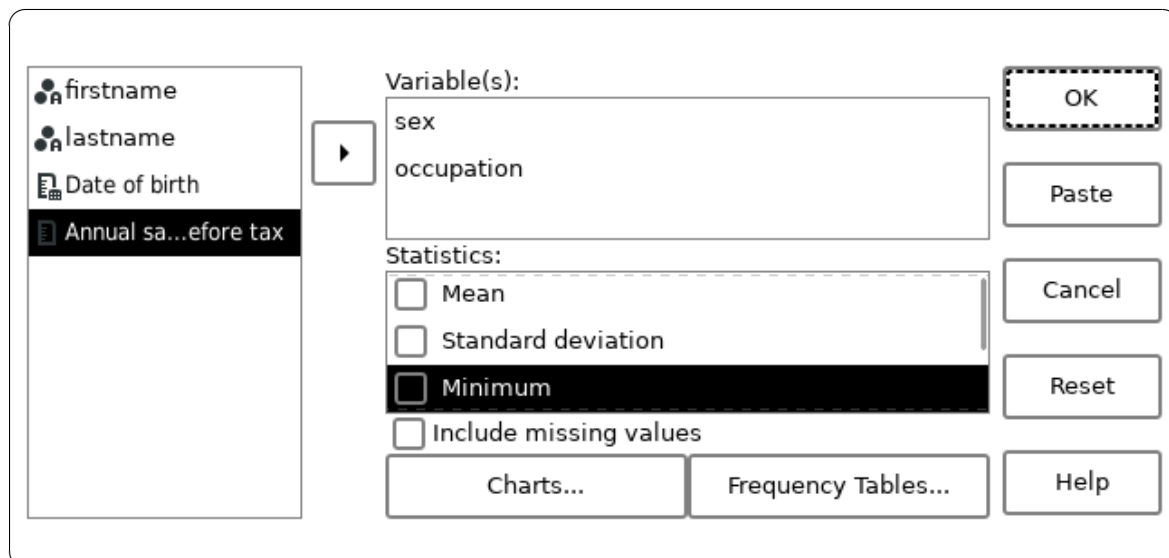 firstname
lastname
Date of birth
Annual sa...efore tax
Variable(s):
sex
occupation
Statistics:
Mean
Standard deviation
Minimum
Include missing values
Charts...
Frequency Tables...
OK
Paste
Cancel
Reset
Help